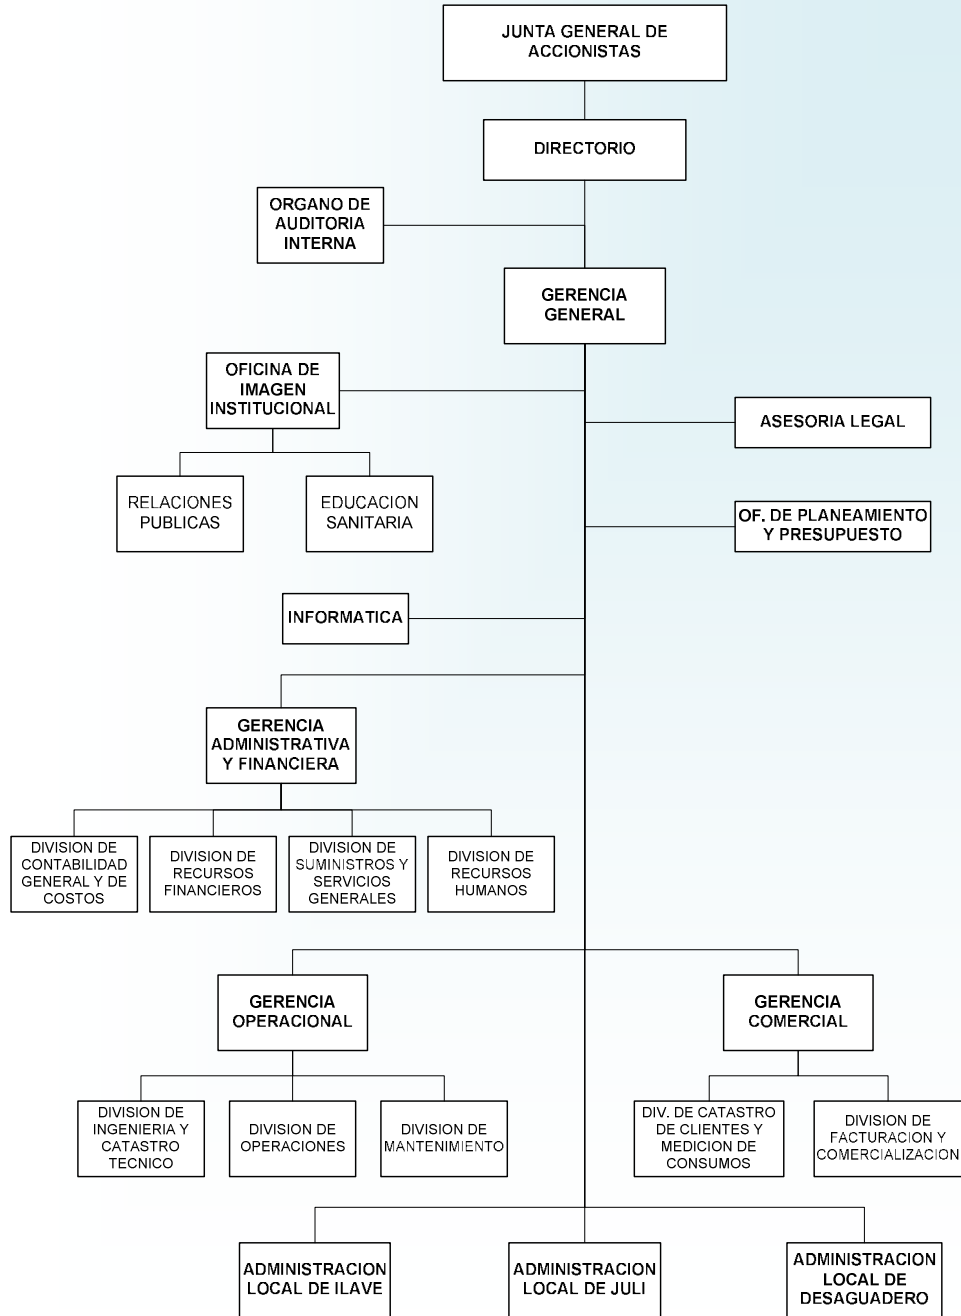 JUNTA GENERAL DE
ACCIONISTAS
DIRECTORIO
ORGANO DE
AUDITORIA
INTERNA
GERENCIA
GENERAL
OFICINA DE
IMAGEN
INSTITUCIONAL
ASESORIA LEGAL
RELACIONES
PUBLICAS
EDUCACION
SANITARIA
OF. DE PLANEAMIENTO
Y PRESUPUESTO
INFORMATICA
GERENCIA
ADMINISTRATIVA
Y FINANCIERA
DIVISION DE
CONTABILIDAD
GENERAL Y DE
COSTOS
DIVISION DE
RECURSOS
FINANCIEROS
DIVISION DE
SUMINISTROS Y
SERVICIOS
GENERALES
DIVISION DE
RECURSOS
HUMANOS
GERENCIA
OPERACIONAL
GERENCIA
COMERCIAL
DIVISION DE
INGENIERIA Y
CATASTRO
TECNICO
DIVISION DE
OPERACIONES
DIVISION DE
MANTENIMIENTO
DIV. DE CATASTRO
DE CLIENTES Y
MEDICION DE
CONSUMOS
DIVISION DE
FACTURACION Y
COMERCIALIZACION
ADMINISTRACION
LOCAL DE ILAVE
ADMINISTRACION
LOCAL DE JULI
ADMINISTRACION
LOCAL DE
DESAGUADERO